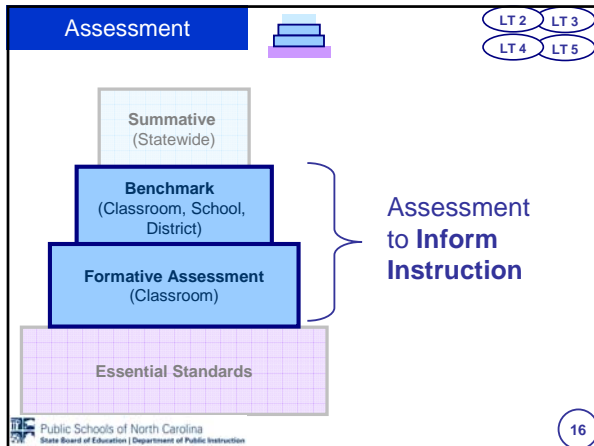 Assessment
LT 2
LT 3
LT 4
LT 5
Summative
(Statewide)
Benchmark
(Classroom, School,
District)
Formative Assessment
(Classroom)
Essential Standards
Assessment
to Inform
Instruction
Public Schools of North Carolina
State Board of Education | Department of Public Instruction
16